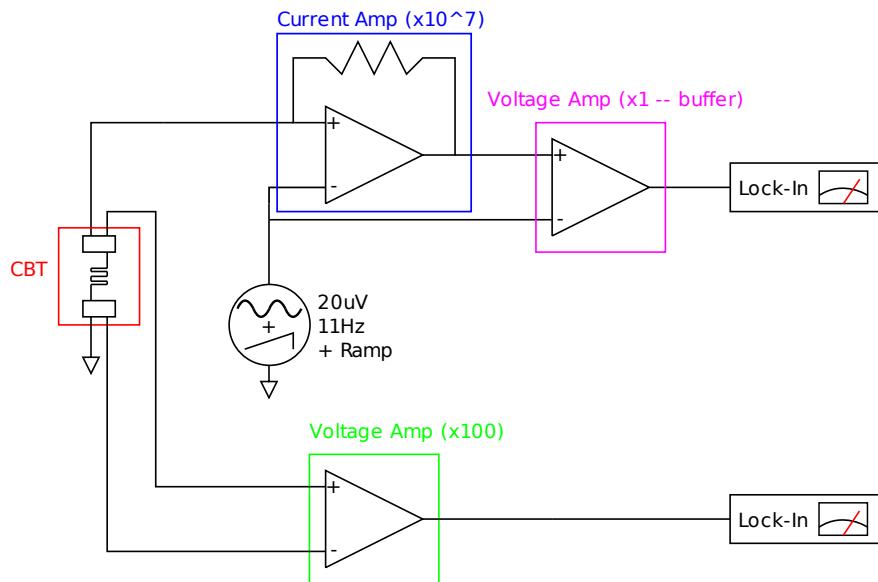 Current Amp (x10^7)
+
-
Voltage Amp (x1 -- buffer)
+
-
Lock-In
CBT
20uV
11Hz
+ Ramp
+
Voltage Amp (x100)
+
-
Lock-In